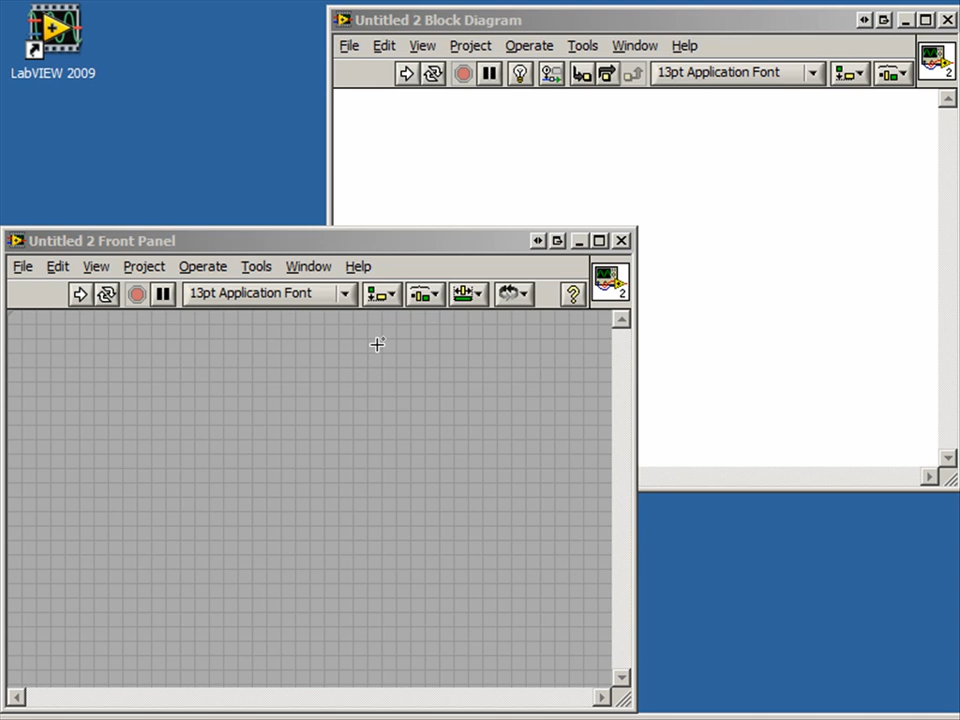 LabVIEW 2009
Untitled 2 Block Diagram
File Edit View Project Operate Tools Window Help
13pt Application Font
2
Untitled 2 Front Panel
File Edit View Project Operate Tools Window Help
13pt Application Font
?
2